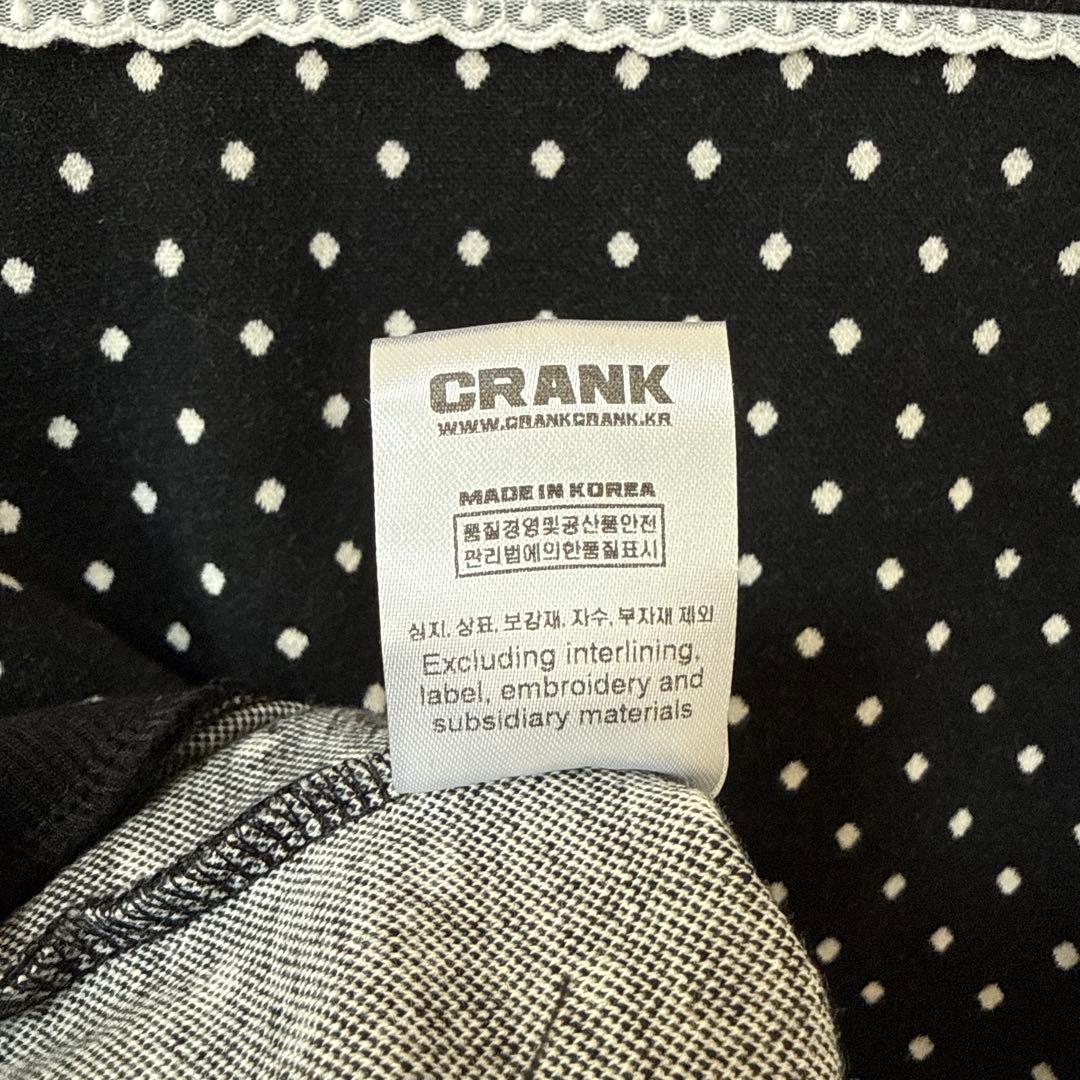 CRANK
WWW.CRANKCRANK.KR
MADE IN KOREA
품질경영및공산품안전
관리법에의한품질표시
심지, 상표, 보강재, 자수, 부자재 제외
Excluding interlining,
label, embroidery and
subsidiary materials